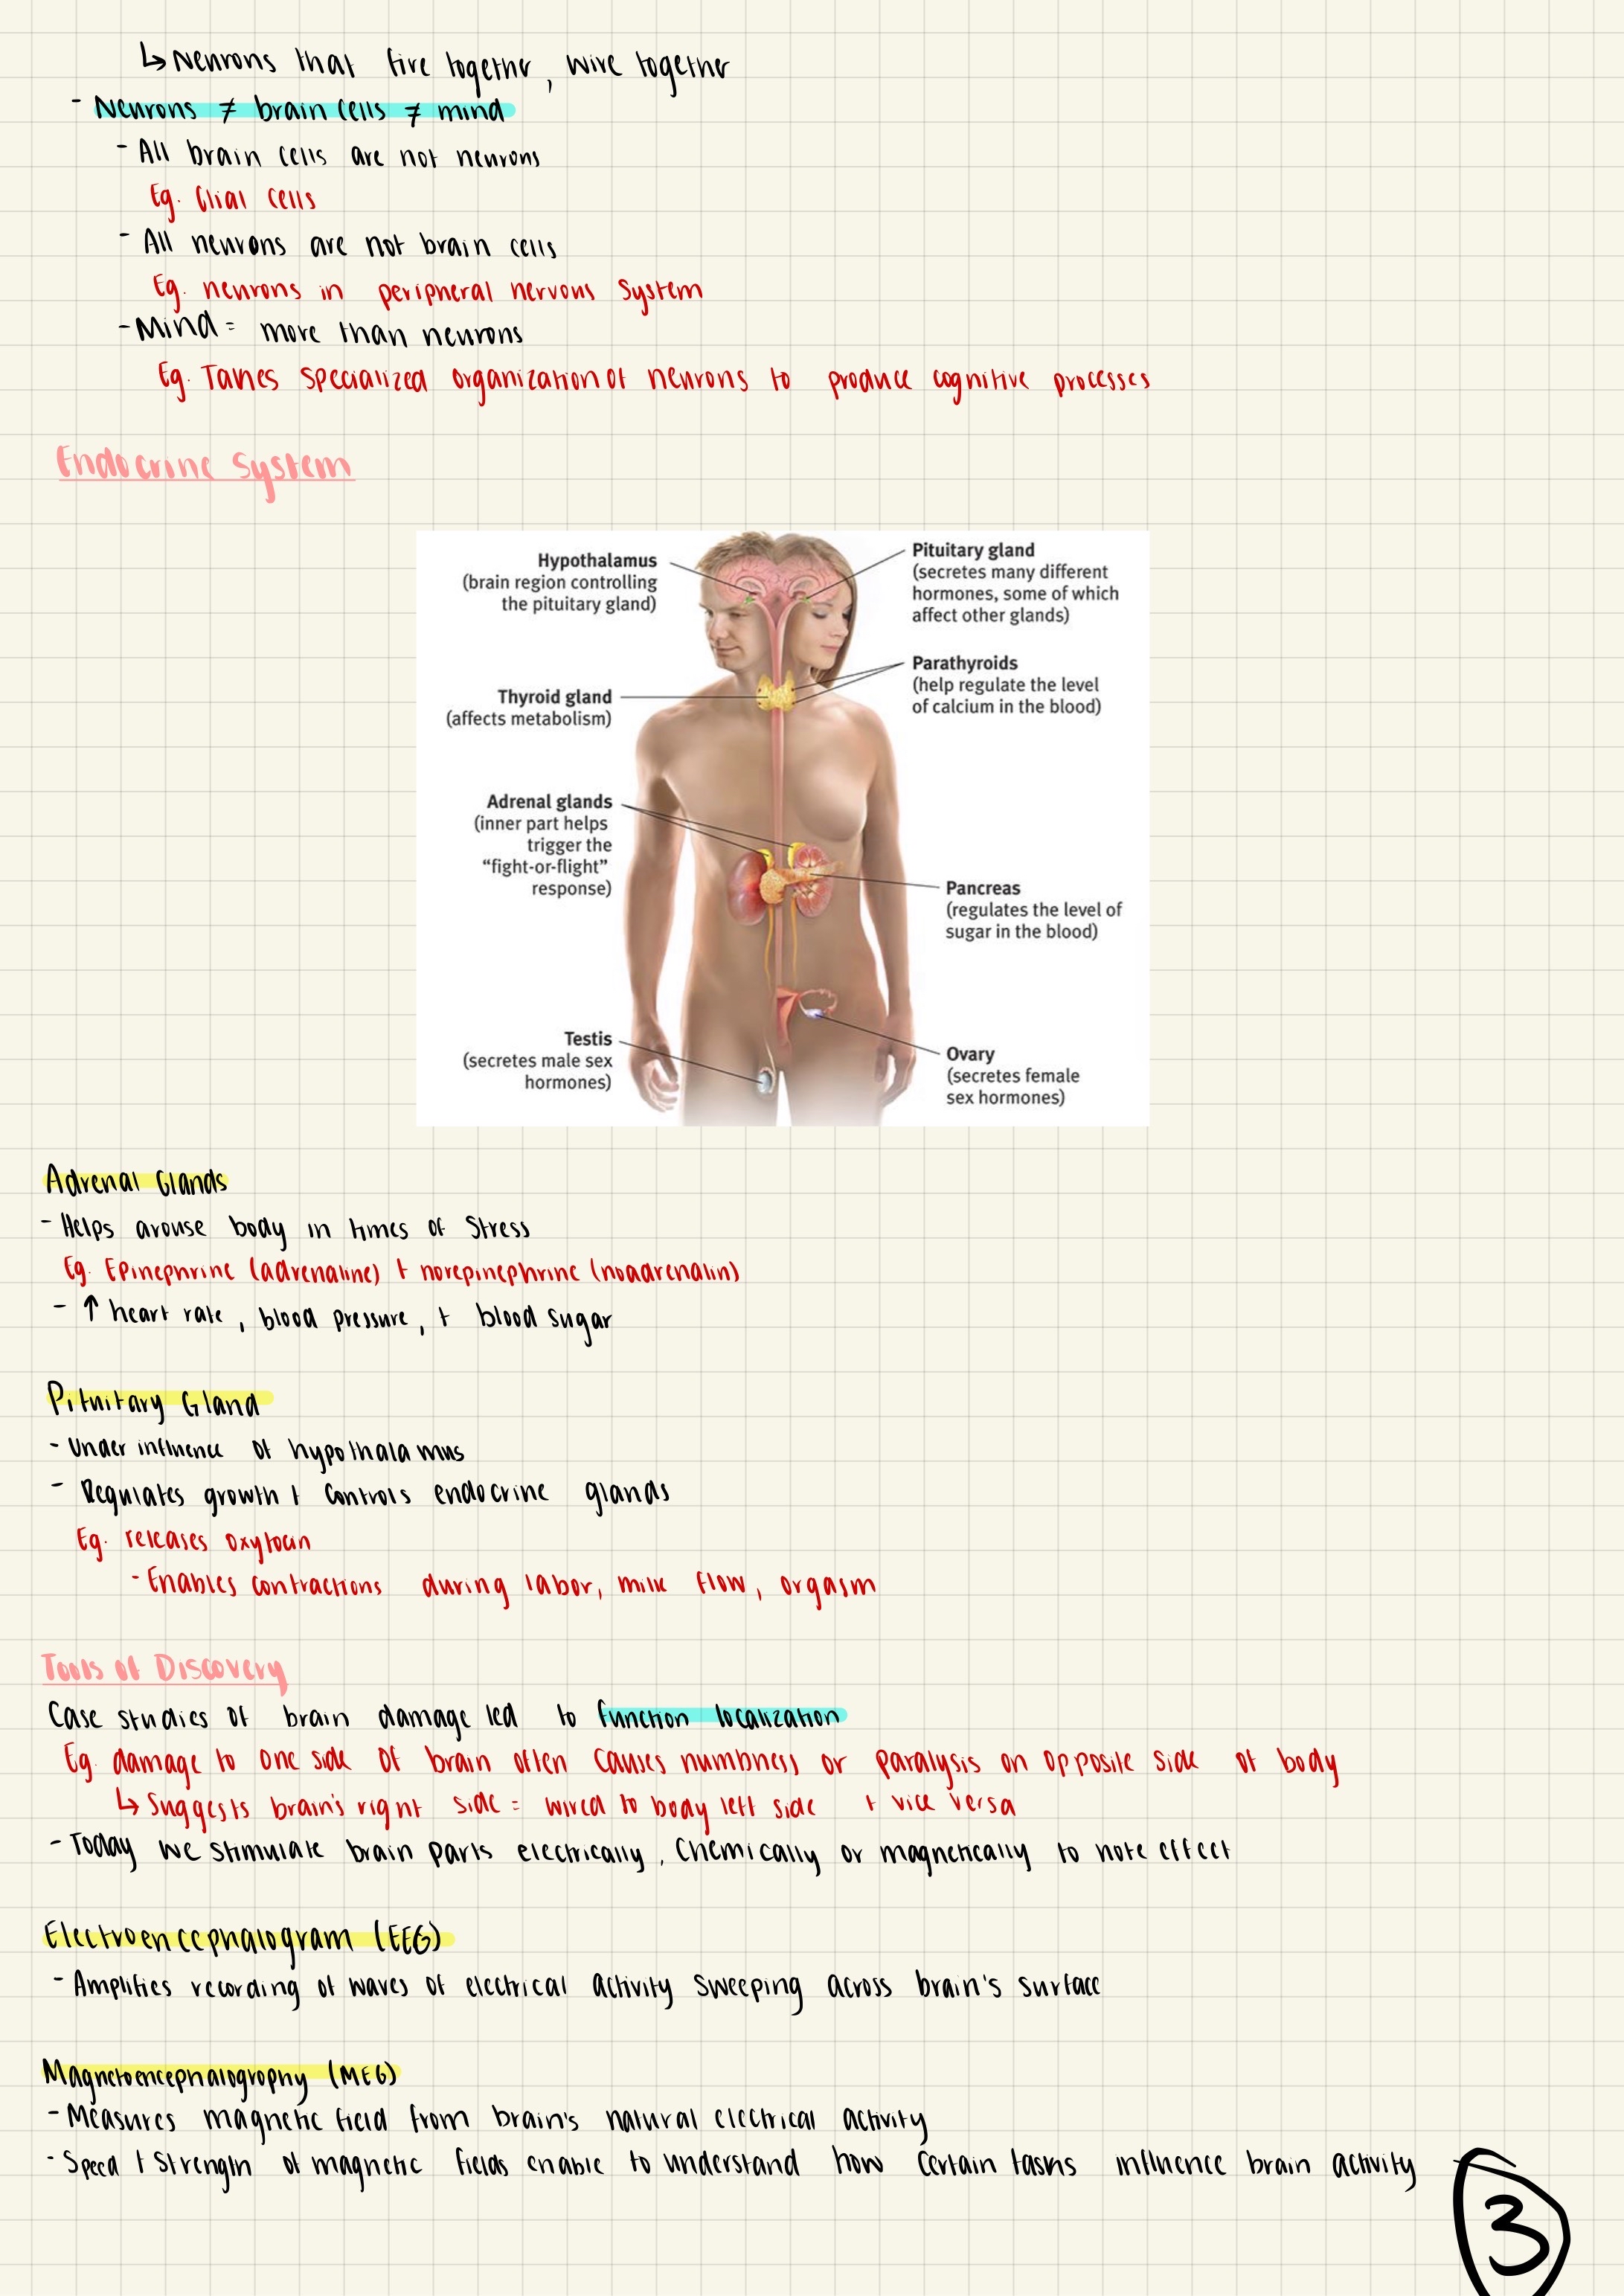 ↳ Neurons that fire together, wire together
- Neurons ≠ brain cells ≠ mind
- All brain cells are not neurons
Eg. Glial cells
- All neurons are not brain cells
Eg. neurons in peripheral nervous system
- Mind = more than neurons
Eg. Takes specialized organization of neurons to produce cognitive processes
Endocrine System
Hypothalamus
(brain region controlling
the pituitary gland)
Pituitary gland
(secretes many different
hormones, some of which
affect other glands)
Parathyroids
(help regulate the level
of calcium in the blood)
Thyroid gland
(affects metabolism)
Adrenal glands
(inner part helps
trigger the
“fight-or-flight”
response)
Pancreas
(regulates the level of
sugar in the blood)
Testis
(secretes male sex
hormones)
Ovary
(secretes female
sex hormones)
Adrenal Glands
- Helps arouse body in times of stress
Eg. Epinephrine (adrenaline) + norepinephrine (noadrenalin)
- ↑ heart rate, blood pressure, + blood sugar
Pituitary Gland
- Under influence of hypothalamus
- Regulates growth + controls endocrine glands
Eg. releases oxytocin
- Enables contractions during labor, milk flow, orgasm
Tools of Discovery
Case studies of brain damage led to function localization
Eg. damage to one side of brain often causes numbness or paralysis on opposite side of body
↳ Suggests brain's right side = wired to body left side + vice versa
- Today we stimulate brain parts electrically, chemically or magnetically to note effect
Electroencephalogram (EEG)
- Amplifies recording of waves of electrical activity sweeping across brain's surface
Magnetoencephalogrophy (MEG)
- Measures magnetic field from brain's natural electrical activity
- Speed + strength of magnetic fields enable to understand how certain tasks influence brain activity
3